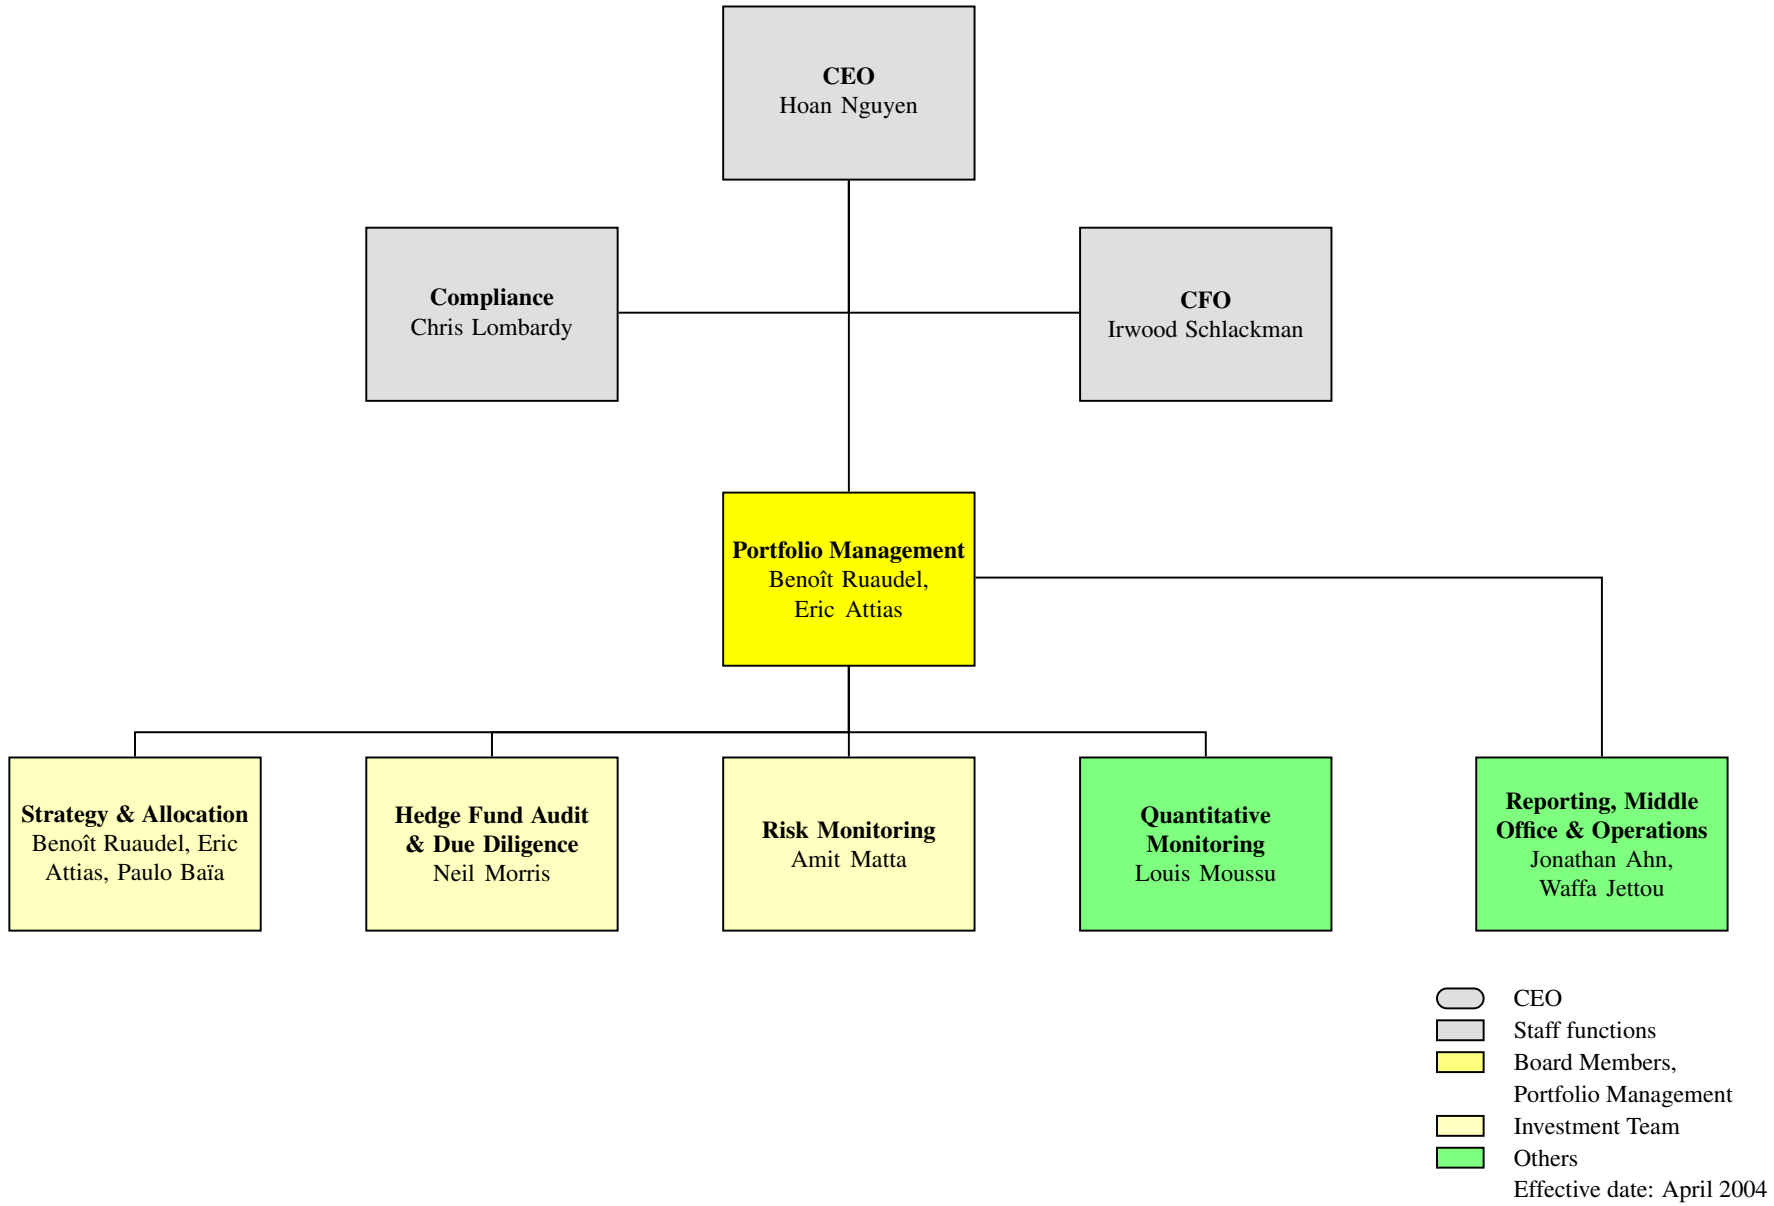 CEO
Hoan Nguyen
Compliance
Chris Lombardy
CFO
Irwood Schlackman
Portfolio Management
Benoît Ruaudel,
Eric Attias
Strategy & Allocation
Benoît Ruaudel, Eric
Attias, Paulo Baïa
Hedge Fund Audit
& Due Diligence
Neil Morris
Risk Monitoring
Amit Matta
Quantitative
Monitoring
Louis Moussu
Reporting, Middle
Office & Operations
Jonathan Ahn,
Waffa Jettou
CEO
Staff functions
Board Members,
Portfolio Management
Investment Team
Others
Effective date: April 2004